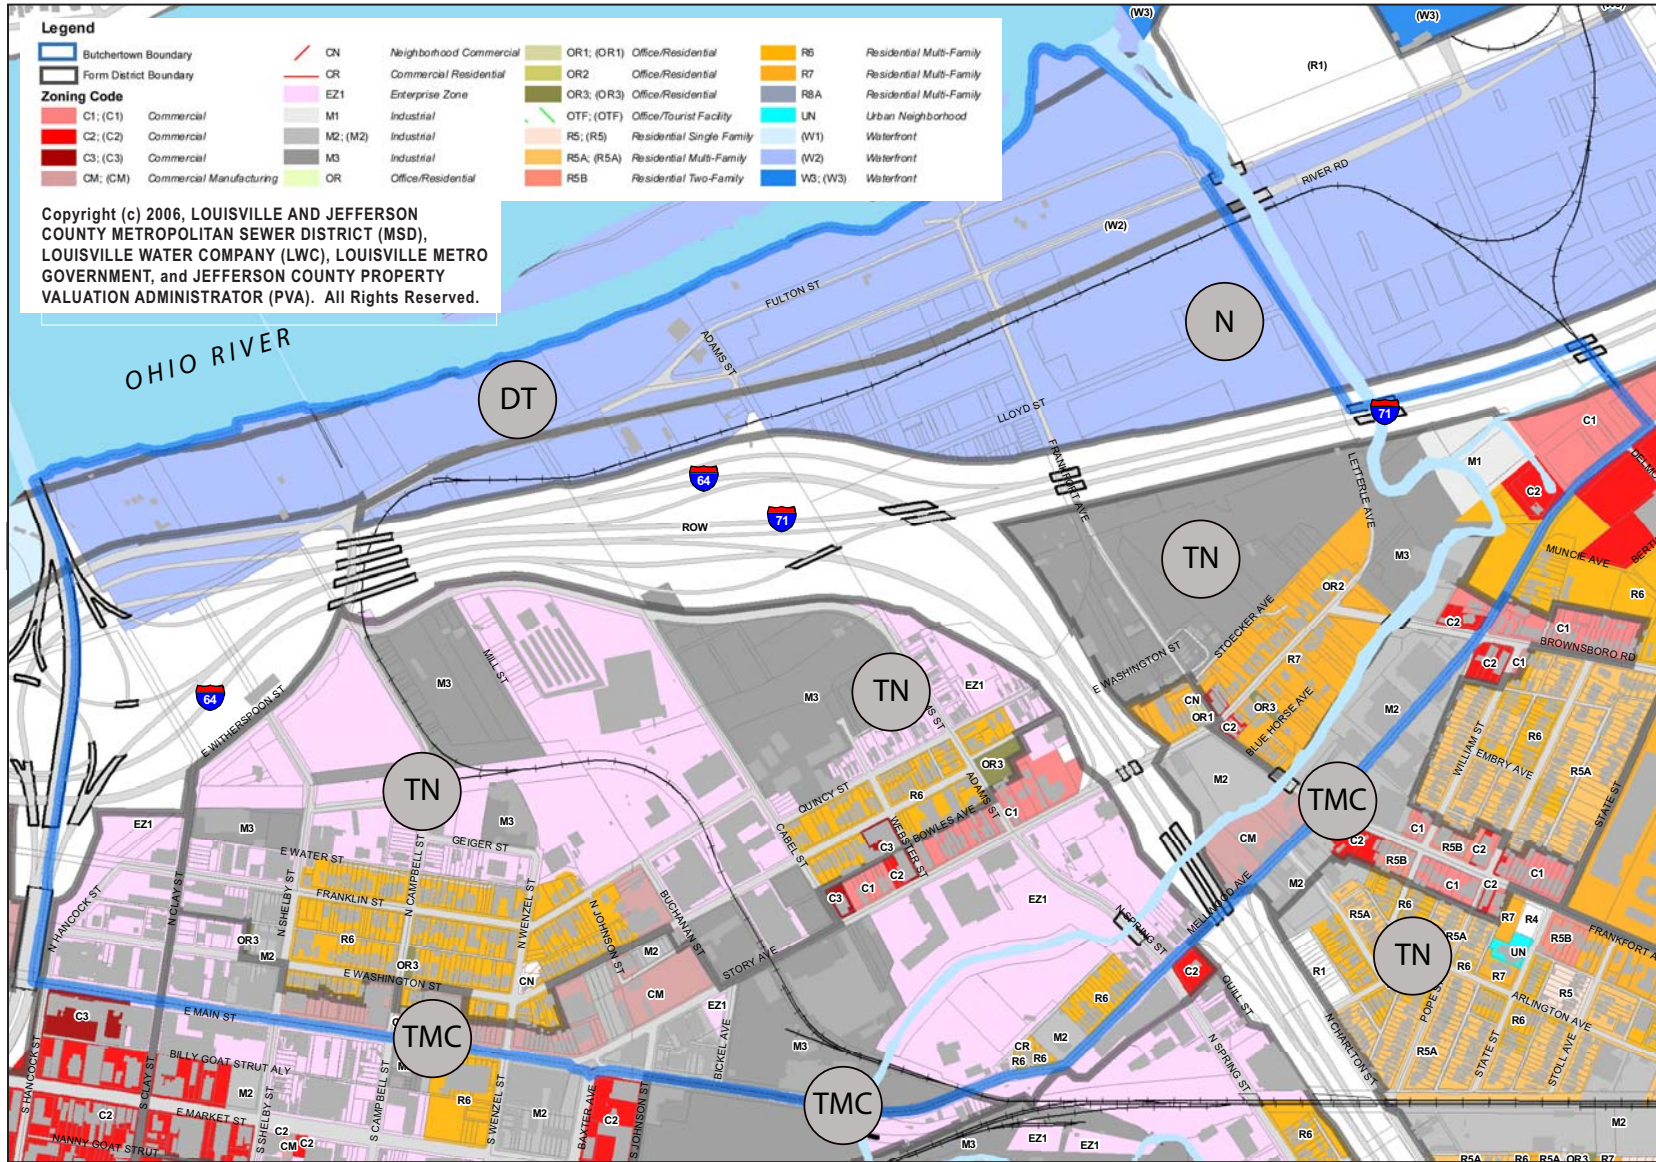 Legend
Butchertown Boundary
Form District Boundary
Zoning Code
C1; (C1) Commercial
C2; (C2) Commercial
C3; (C3) Commercial
CM; (CM) Commercial Manufacturing
CN Neighborhood Commercial
CR Commercial Residential
EZ1 Enterprise Zone
M1 Industrial
M2; (M2) Industrial
M3 Industrial
OR Office/Residential
OR1; (OR1) Office/Residential
OR2 Office/Residential
OR3; (OR3) Office/Residential
OTF; (OTF) Office/Tourist Facility
R5; (R5) Residential Single Family
R5A; (R5A) Residential Multi-Family
R5B Residential Two-Family
R6 Residential Multi-Family
R7 Residential Multi-Family
R8A Residential Multi-Family
UN Urban Neighborhood
(W1) Waterfront
(W2) Waterfront
W3; (W3) Waterfront
Copyright (c) 2006, LOUISVILLE AND JEFFERSON
COUNTY METROPOLITAN SEWER DISTRICT (MSD),
LOUISVILLE WATER COMPANY (LWC), LOUISVILLE METRO
GOVERNMENT, and JEFFERSON COUNTY PROPERTY
VALUATION ADMINISTRATOR (PVA). All Rights Reserved.
(W3)
(W3)
(R1)
RIVER RD
(W2)
FULTON ST
ADAMS ST
N
OHIO RIVER
DT
LLOYD ST
71
C1
FRANKFORT AVE
LETTERLE AVE
M1
C2
64
71
ROW
TN
M3
MUNCIE AVE
OR2
R6
STOECKER AVE
C2
C1
BROWNSBORO RD
E WASHINGTON ST
R7
C2
C1
MILL ST
M3
M3
TN
EZ1
64
E WITHERSPOON ST
CN
OR1
OR3
C2
BLUE HORSE AVE
M2
WILLIAM ST
R6
EMBRY AVE
R5A
STATE ST
TN
QUINCY ST
R6
OR3
ADAMS ST
M2
TMC
EZ1
M3
M3
GEIGER ST
E WATER ST
CABEL ST
WEBSTER ST
BOWLES AVE
C1
C3
CM
C2
C1
R5B
C2
R5B
FRANKLIN ST
N CAMPBELL ST
N SHELBY ST
N CLAY ST
N HANCOCK ST
N WENZEL ST
N JOHNSON ST
BUCHANAN ST
C3
C1
C2
EZ1
M2
C1
C2
C1
MELLWOOD AVE
N SPRING ST
R5A
R6
R7
R4
R5B
FRANKFORT A
OR3
M2
R6
OR3
M2
STORY AVE
E WASHINGTON ST
CN
CM
R5A
TN
UN
R6
R7
R1
R5
C2
QUILL ST
POPE S
ARLINGTON AVE
R6
EZ1
R6
C3
E MAIN ST
TMC
BICKEL AVE
M3
M2
CR
R6
R6
N CHARLTON ST
R5A
STATE ST
STOLL AVE
BILLY GOAT STRUT ALY
N SPRING ST
S HANCOCK ST
S CLAY ST
M2
S SHELBY ST
S CAMPBELL ST
R6
S WENZEL ST
M2
BAXTER AVE
C2
S JOHNSON ST
TMC
C2
E MARKET ST
C2
CM
C2
NANNY GOAT STRUT
M3
EZ1
EZ1
R6
M2
R5A
R6
R5A
OR3
R7